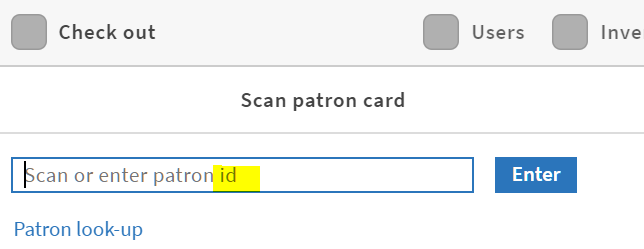 Check out Users Inve
Scan patron card
Scan or enter patron id Enter
Patron look-up